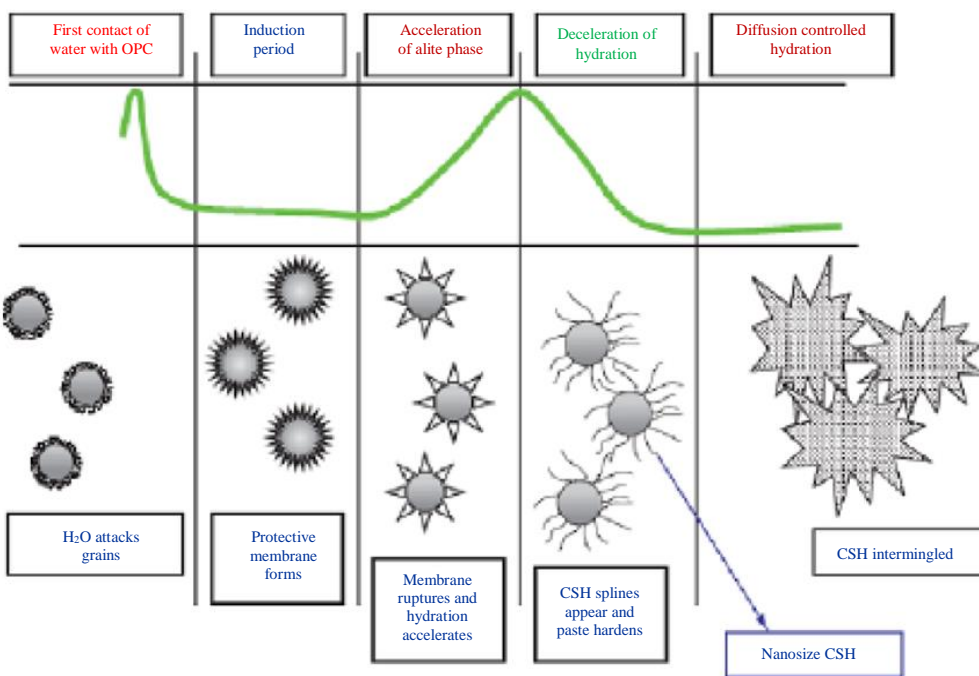 First contact of
water with OPC
Induction
period
Acceleration
of alite phase
Deceleration of
hydration
Diffusion controlled
hydration
H₂O attacks
grains
Protective
membrane
forms
Membrane
ruptures and
hydration
accelerates
CSH splines
appear and
paste hardens
CSH intermingled
Nanosize CSH